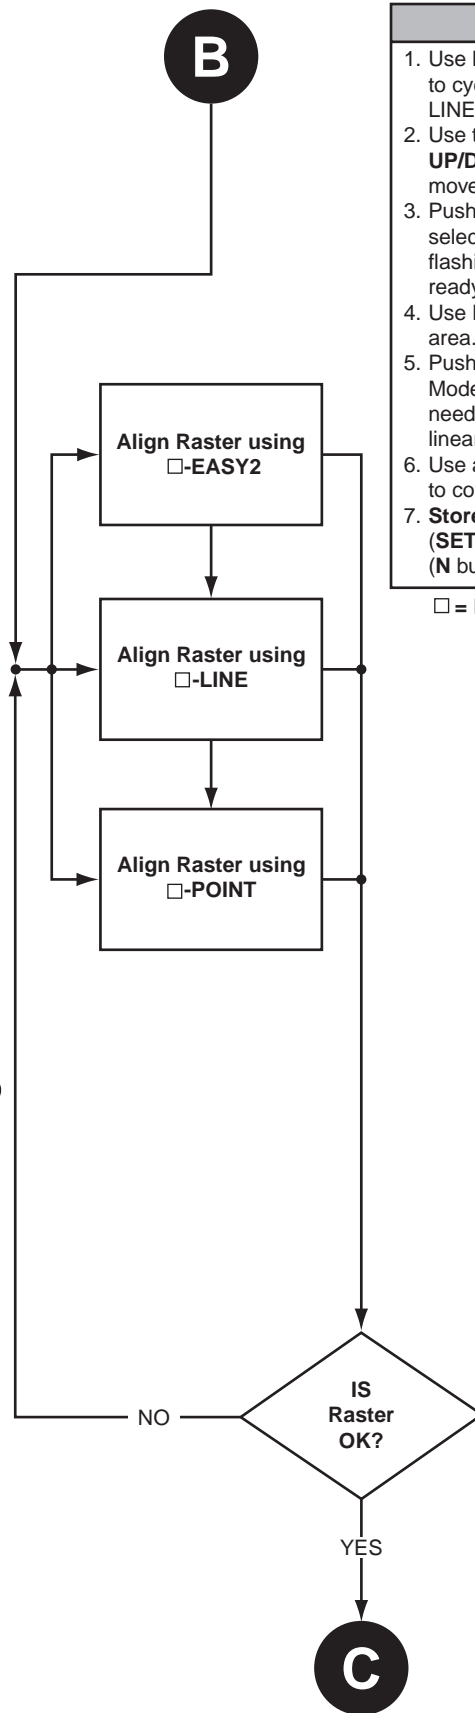 B
1. Use
to cy
LINE
2. Use t
UP/D
move
3. Push
selec
flashi
ready
4. Use
area.
5. Push
Mode
need
linea
6. Use a
to co
7. Store
(SET
(N bu
□ =
Align Raster using
□-EASY2
Align Raster using
□-LINE
Align Raster using
□-POINT
)
IS
Raster
OK?
NO
YES
C